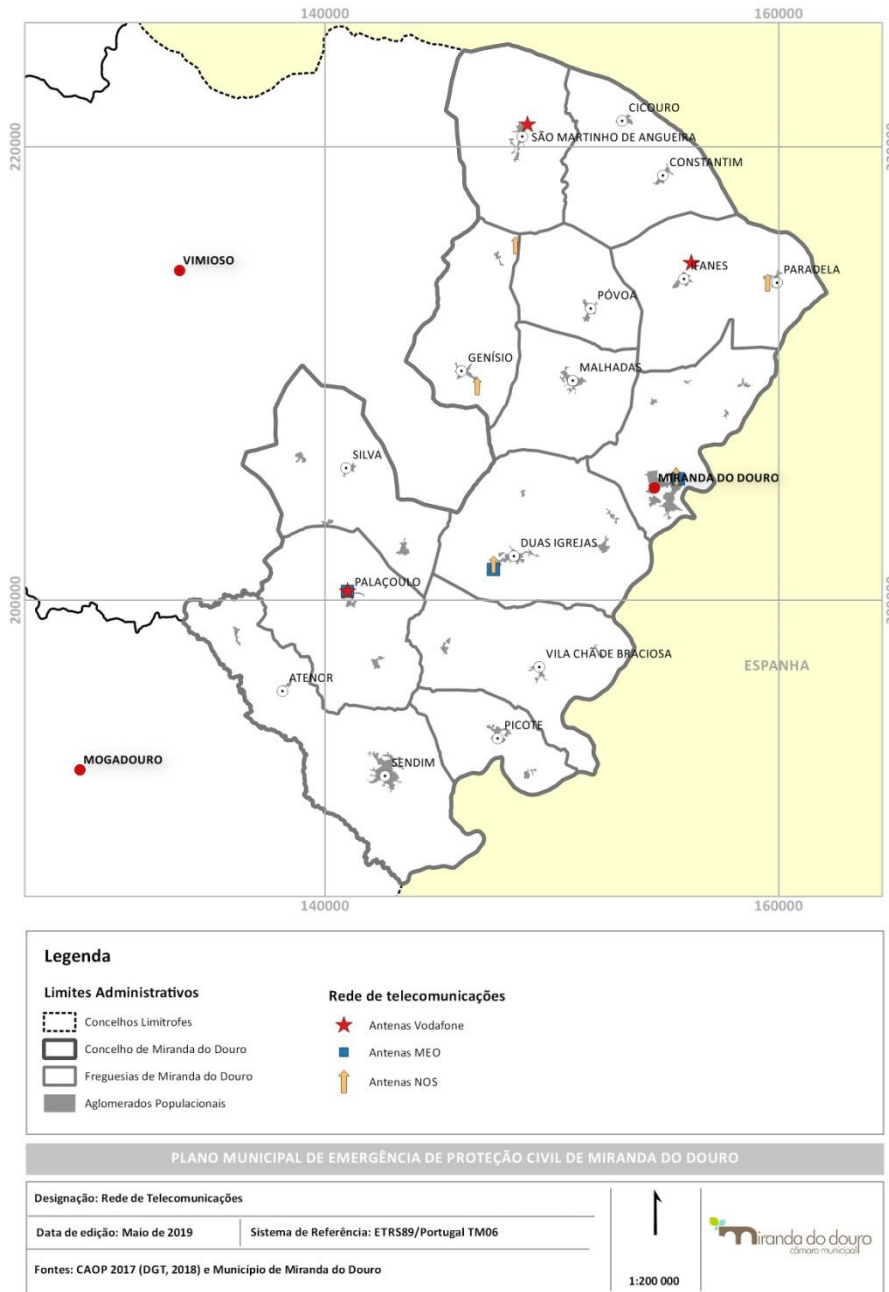 140000
160000
CICOURO
SÃO MARTINHO DE ANGUEIRA
220000
220000
CONSTANTIM
VIMIOSO
IFANES
PARADELA
PÓVOA
GENÍSIO
MALHADAS
SILVA
MIRANDA DO DOURO
DUAS IGREJAS
PALAÇOULO
200000
200000
VILA CHÃ DE BRACIOSA
ESPANHA
ATENOR
PICOTE
MOGADOURO
SENDIM
140000
160000
Legenda
Limites Administrativos
Concelhos Limítrofes
Concelho de Miranda do Douro
Freguesias de Miranda do Douro
Aglomerados Populacionais
Rede de telecomunicações
Antenas Vodafone
Antenas MEO
Antenas NOS
PLANO MUNICIPAL DE EMERGÊNCIA DE PROTEÇÃO CIVIL DE MIRANDA DO DOURO
Designação: Rede de Telecomunicações
Data de edição: Maio de 2019
Sistema de Referência: ETRS89/Portugal TM06
Fontes: CAOP 2017 (DGT, 2018) e Município de Miranda do Douro
1:200 000
miranda do douro
câmara municipal